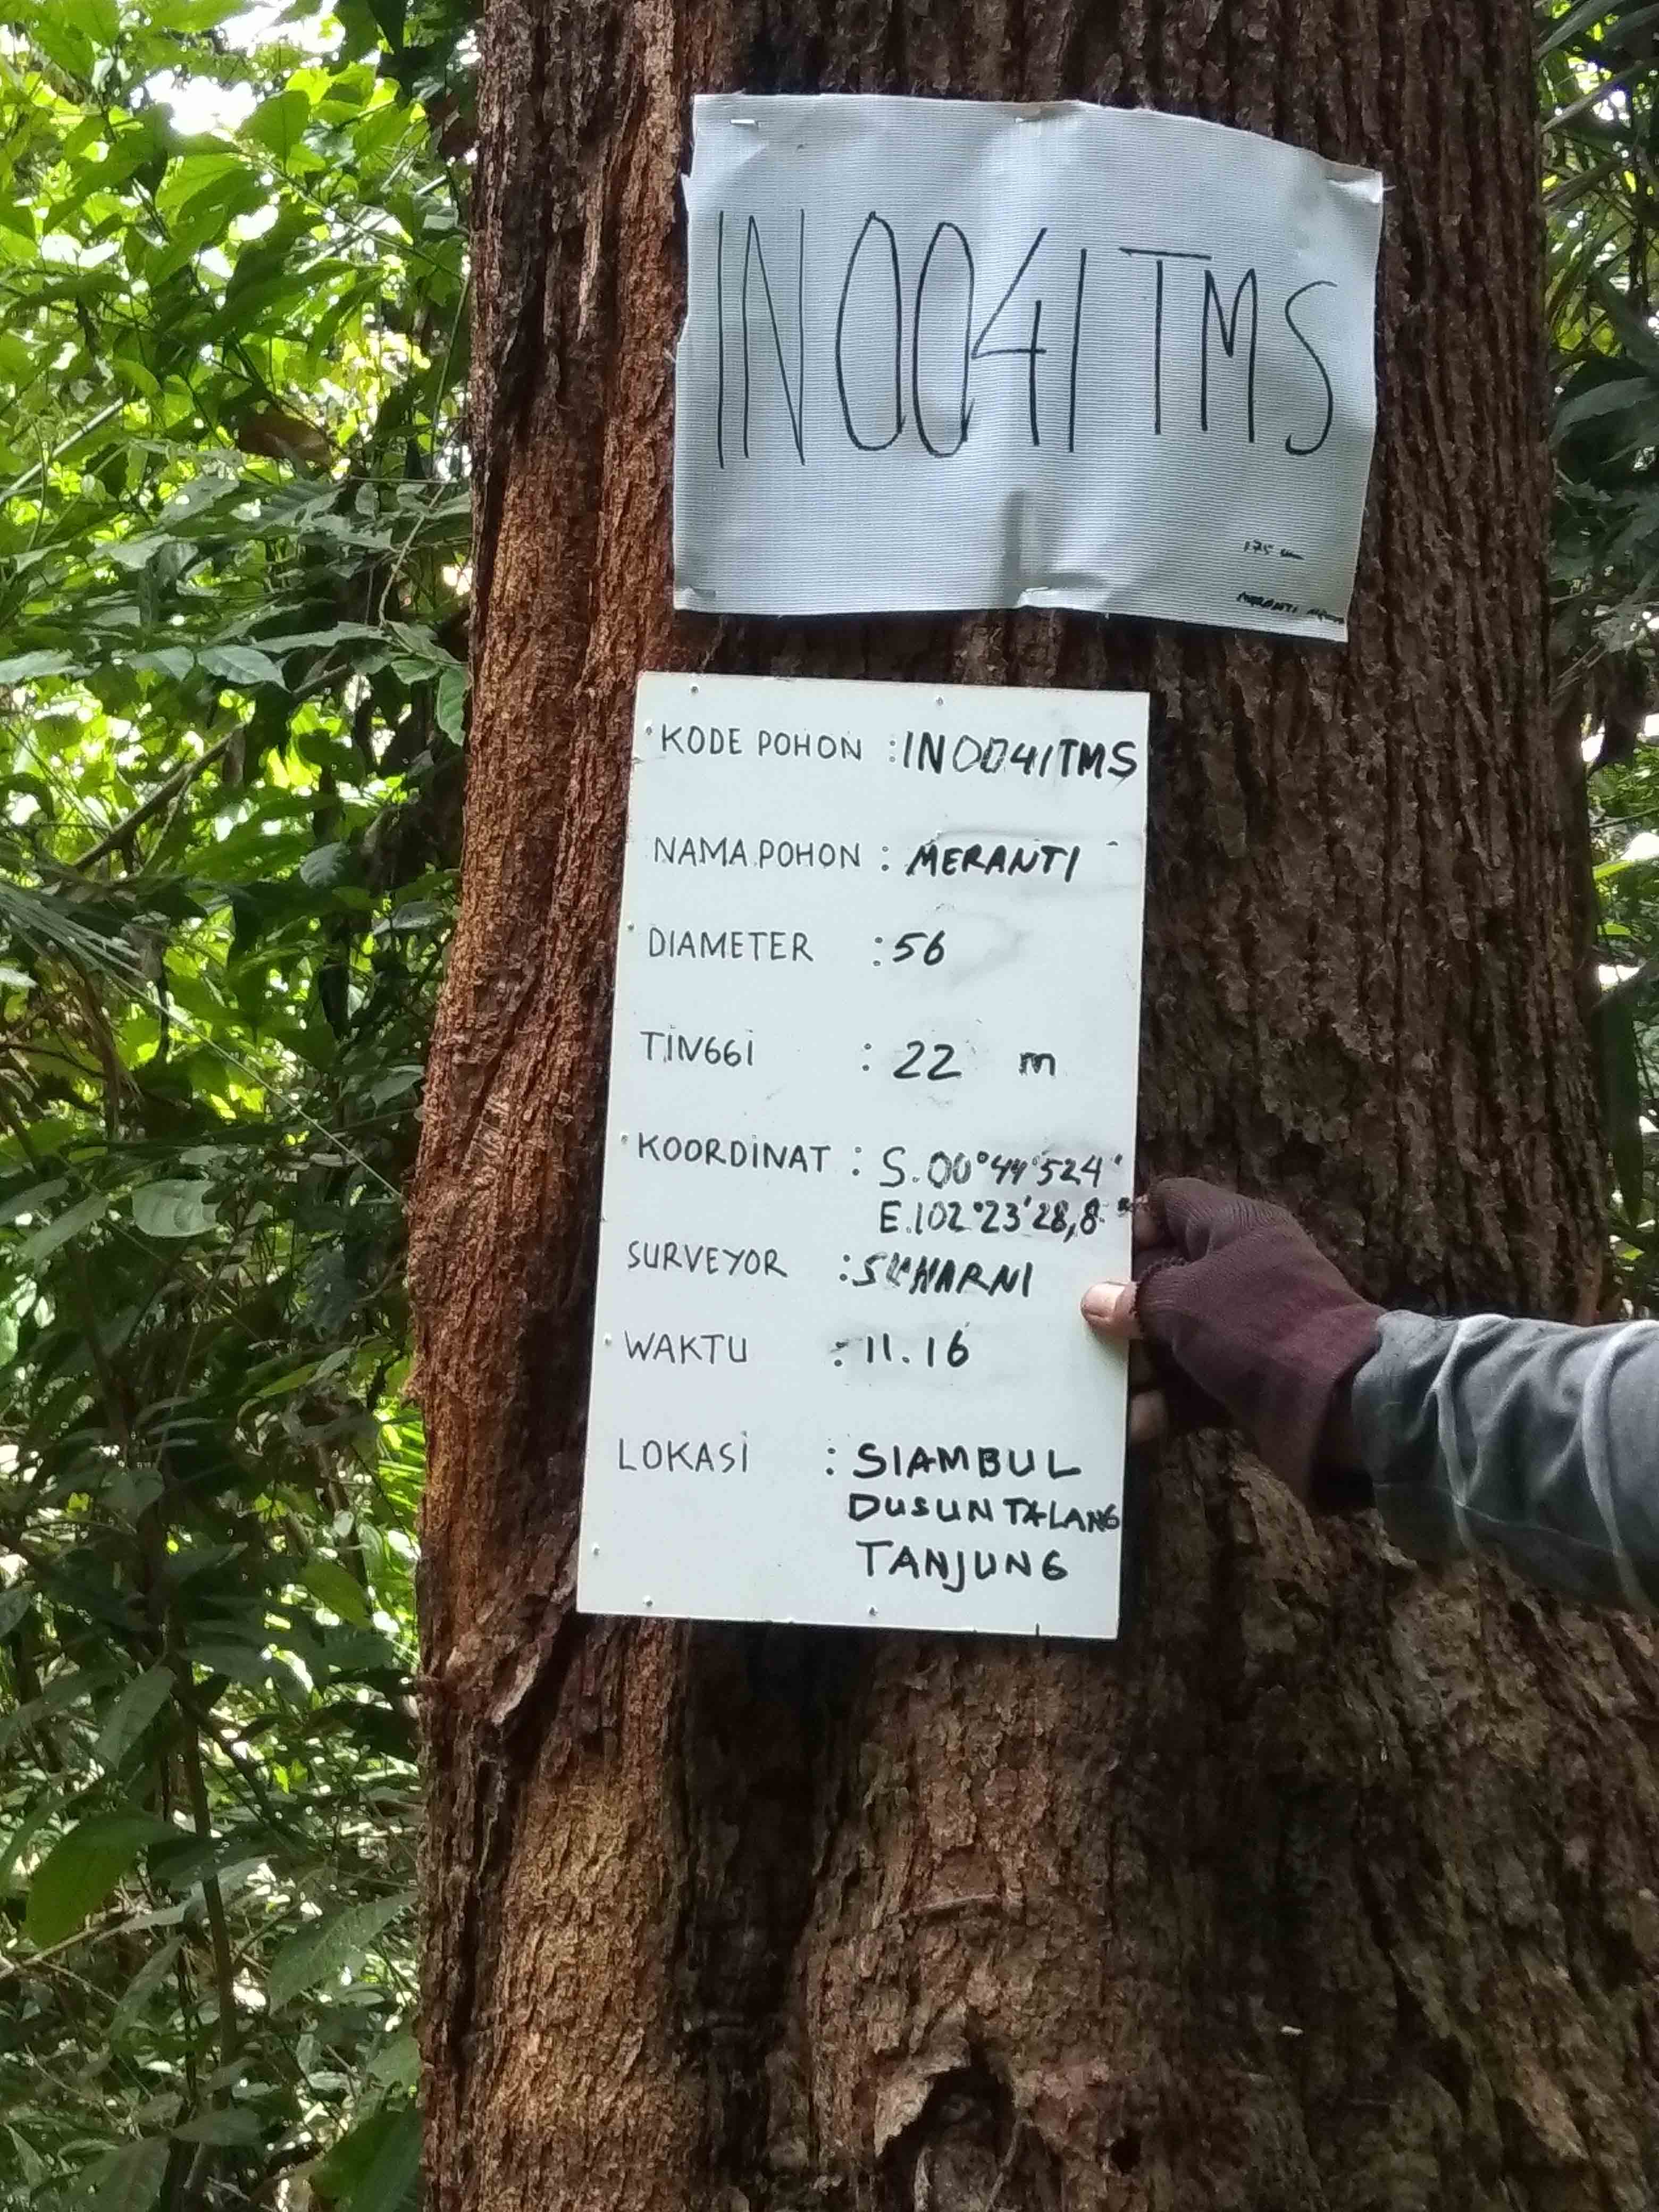 IN0041TMS
175 cm
MERANTI
KODE POHON : IN0041TMS
NAMA POHON : MERANTI
DIAMETER : 56
TINGGI : 22 m
KOORDINAT : S.00°44'524"
E.102°23'28,8"
SURVEYOR : SUHARNI
WAKTU : 11.16
LOKASI : SIAMBUL
DUSUN TALANG
TANJUNG